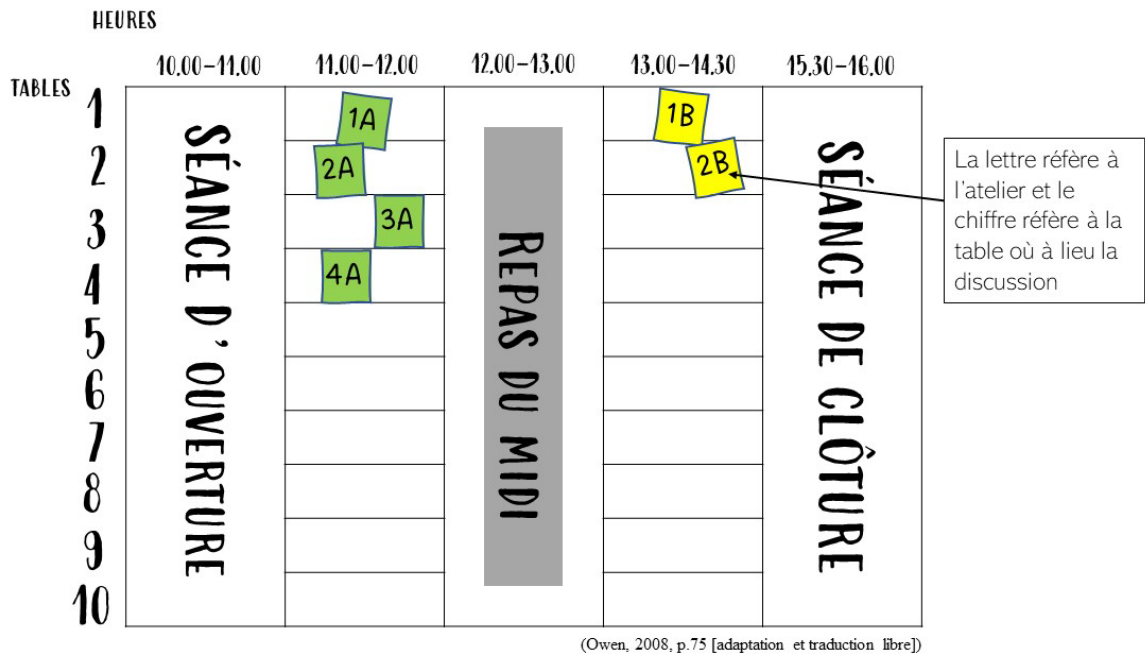 HEURES
10.00-11.00 11.00-12.00 12.00-13.00 13.00-14.30 15.30-16.00
TABLES
1 1A 1B
2 2A 2B
3 3A
4 4A
5
6
7
8
9
10
SÉANCE D'OUVERTURE
REPAS DU MIDI
SÉANCE DE CLÔTURE
La lettre réfère à
l'atelier et le
chiffre réfère à la
table où à lieu la
discussion
(Owen, 2008, p.75 [adaptation et traduction libre])